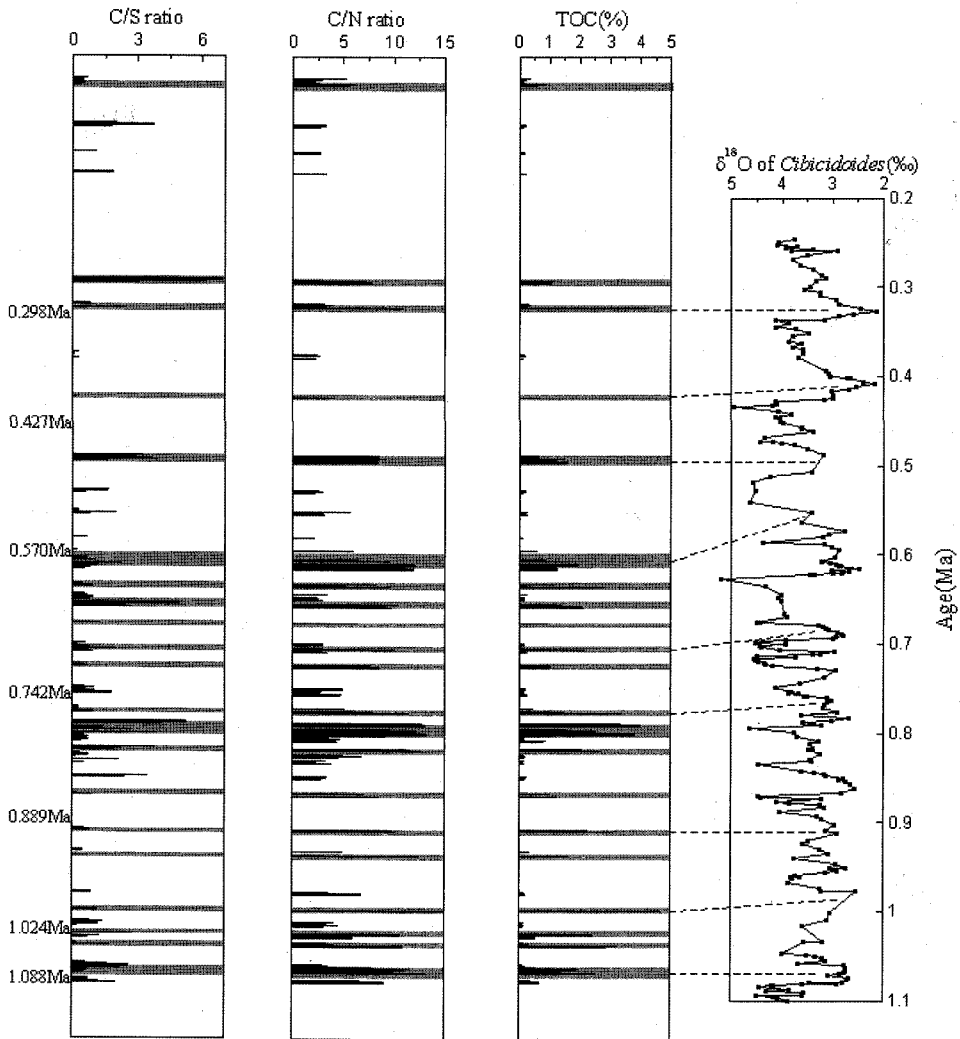 C/S ratio
0 3 6
C/N ratio
0 5 10 15
TOC(%)
0 1 2 3 4 5
δ¹⁸O of Cibicidoides(‰)
5 4 3 2
0.298Ma
0.427Ma
0.570Ma
0.742Ma
0.889Ma
1.024Ma
1.088Ma
0.2
0.3
0.4
0.5
0.6
0.7
0.8
0.9
1
1.1
Age(Ma)